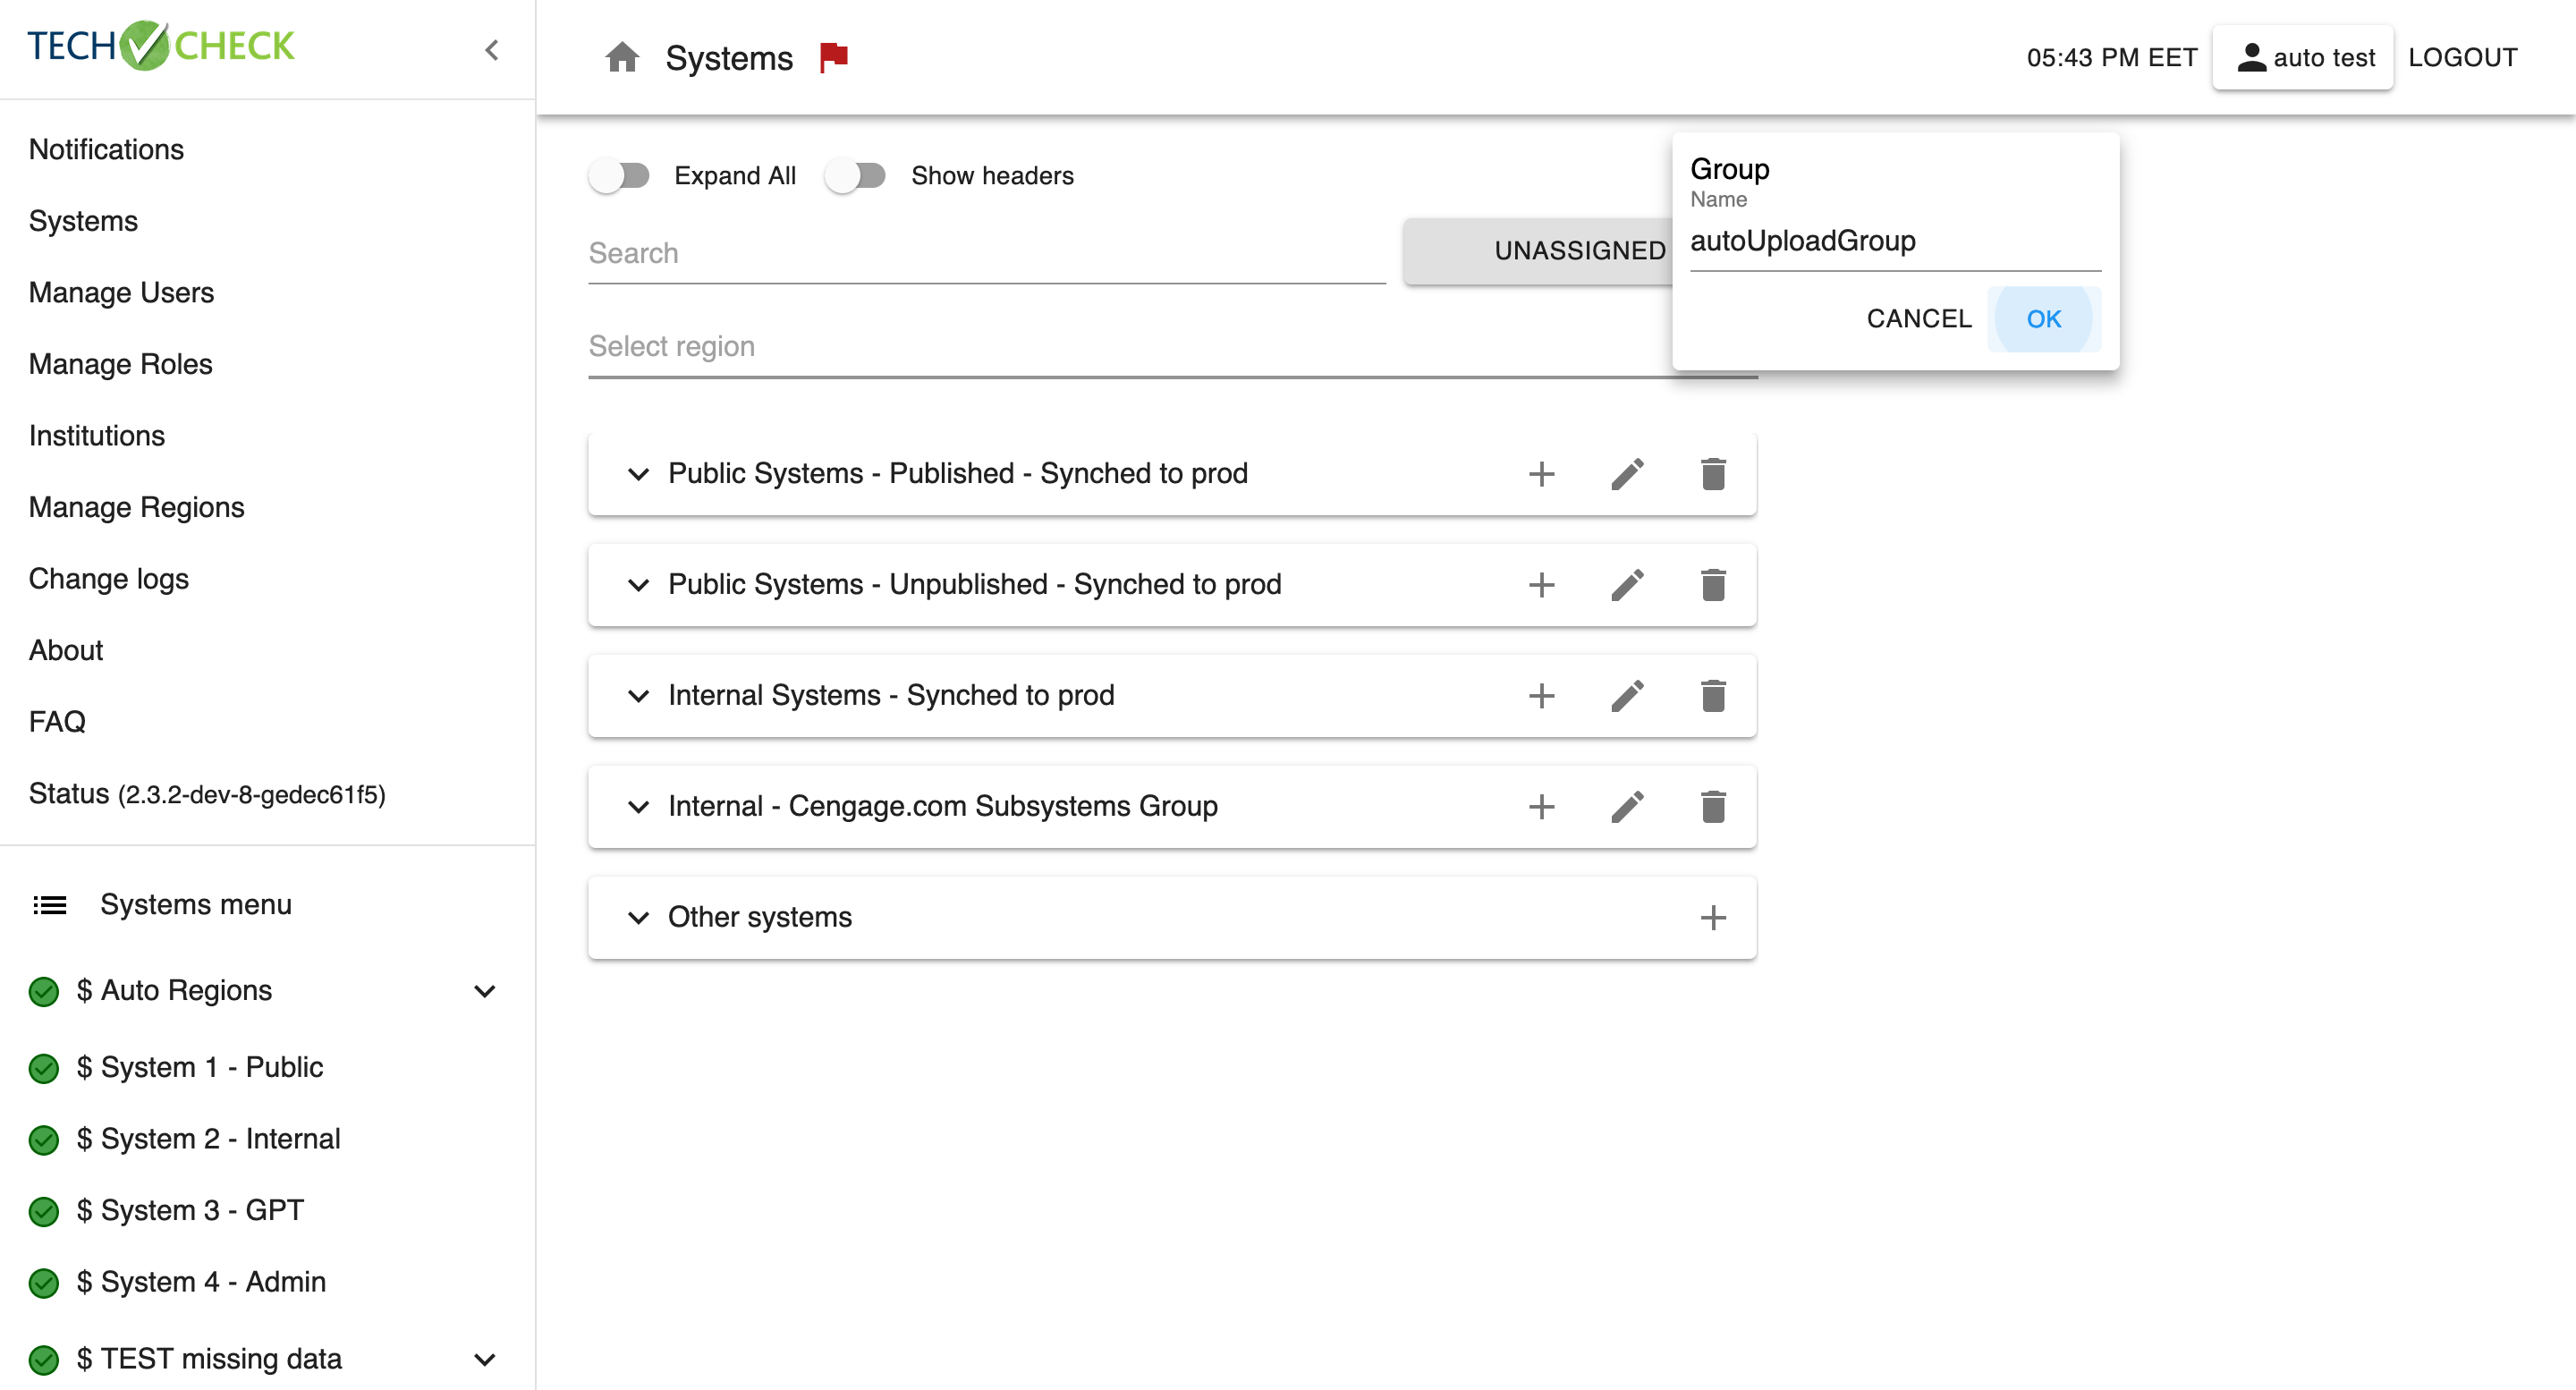 TECH CHECK
Notifications
Systems
Manage Users
Manage Roles
Institutions
Manage Regions
Change logs
About
FAQ
Status (2.3.2-dev-8-gedec61f5)
Systems menu
$ Auto Regions
$ System 1 - Public
$ System 2 - Internal
$ System 3 - GPT
$ System 4 - Admin
$ TEST missing data
Systems
05:43 PM EET
auto test
LOGOUT
Expand All
Show headers
Search
UNASSIGNED
Select region
Group
Name
autoUploadGroup
CANCEL
OK
Public Systems - Published - Synched to prod
Public Systems - Unpublished - Synched to prod
Internal Systems - Synched to prod
Internal - Cengage.com Subsystems Group
Other systems